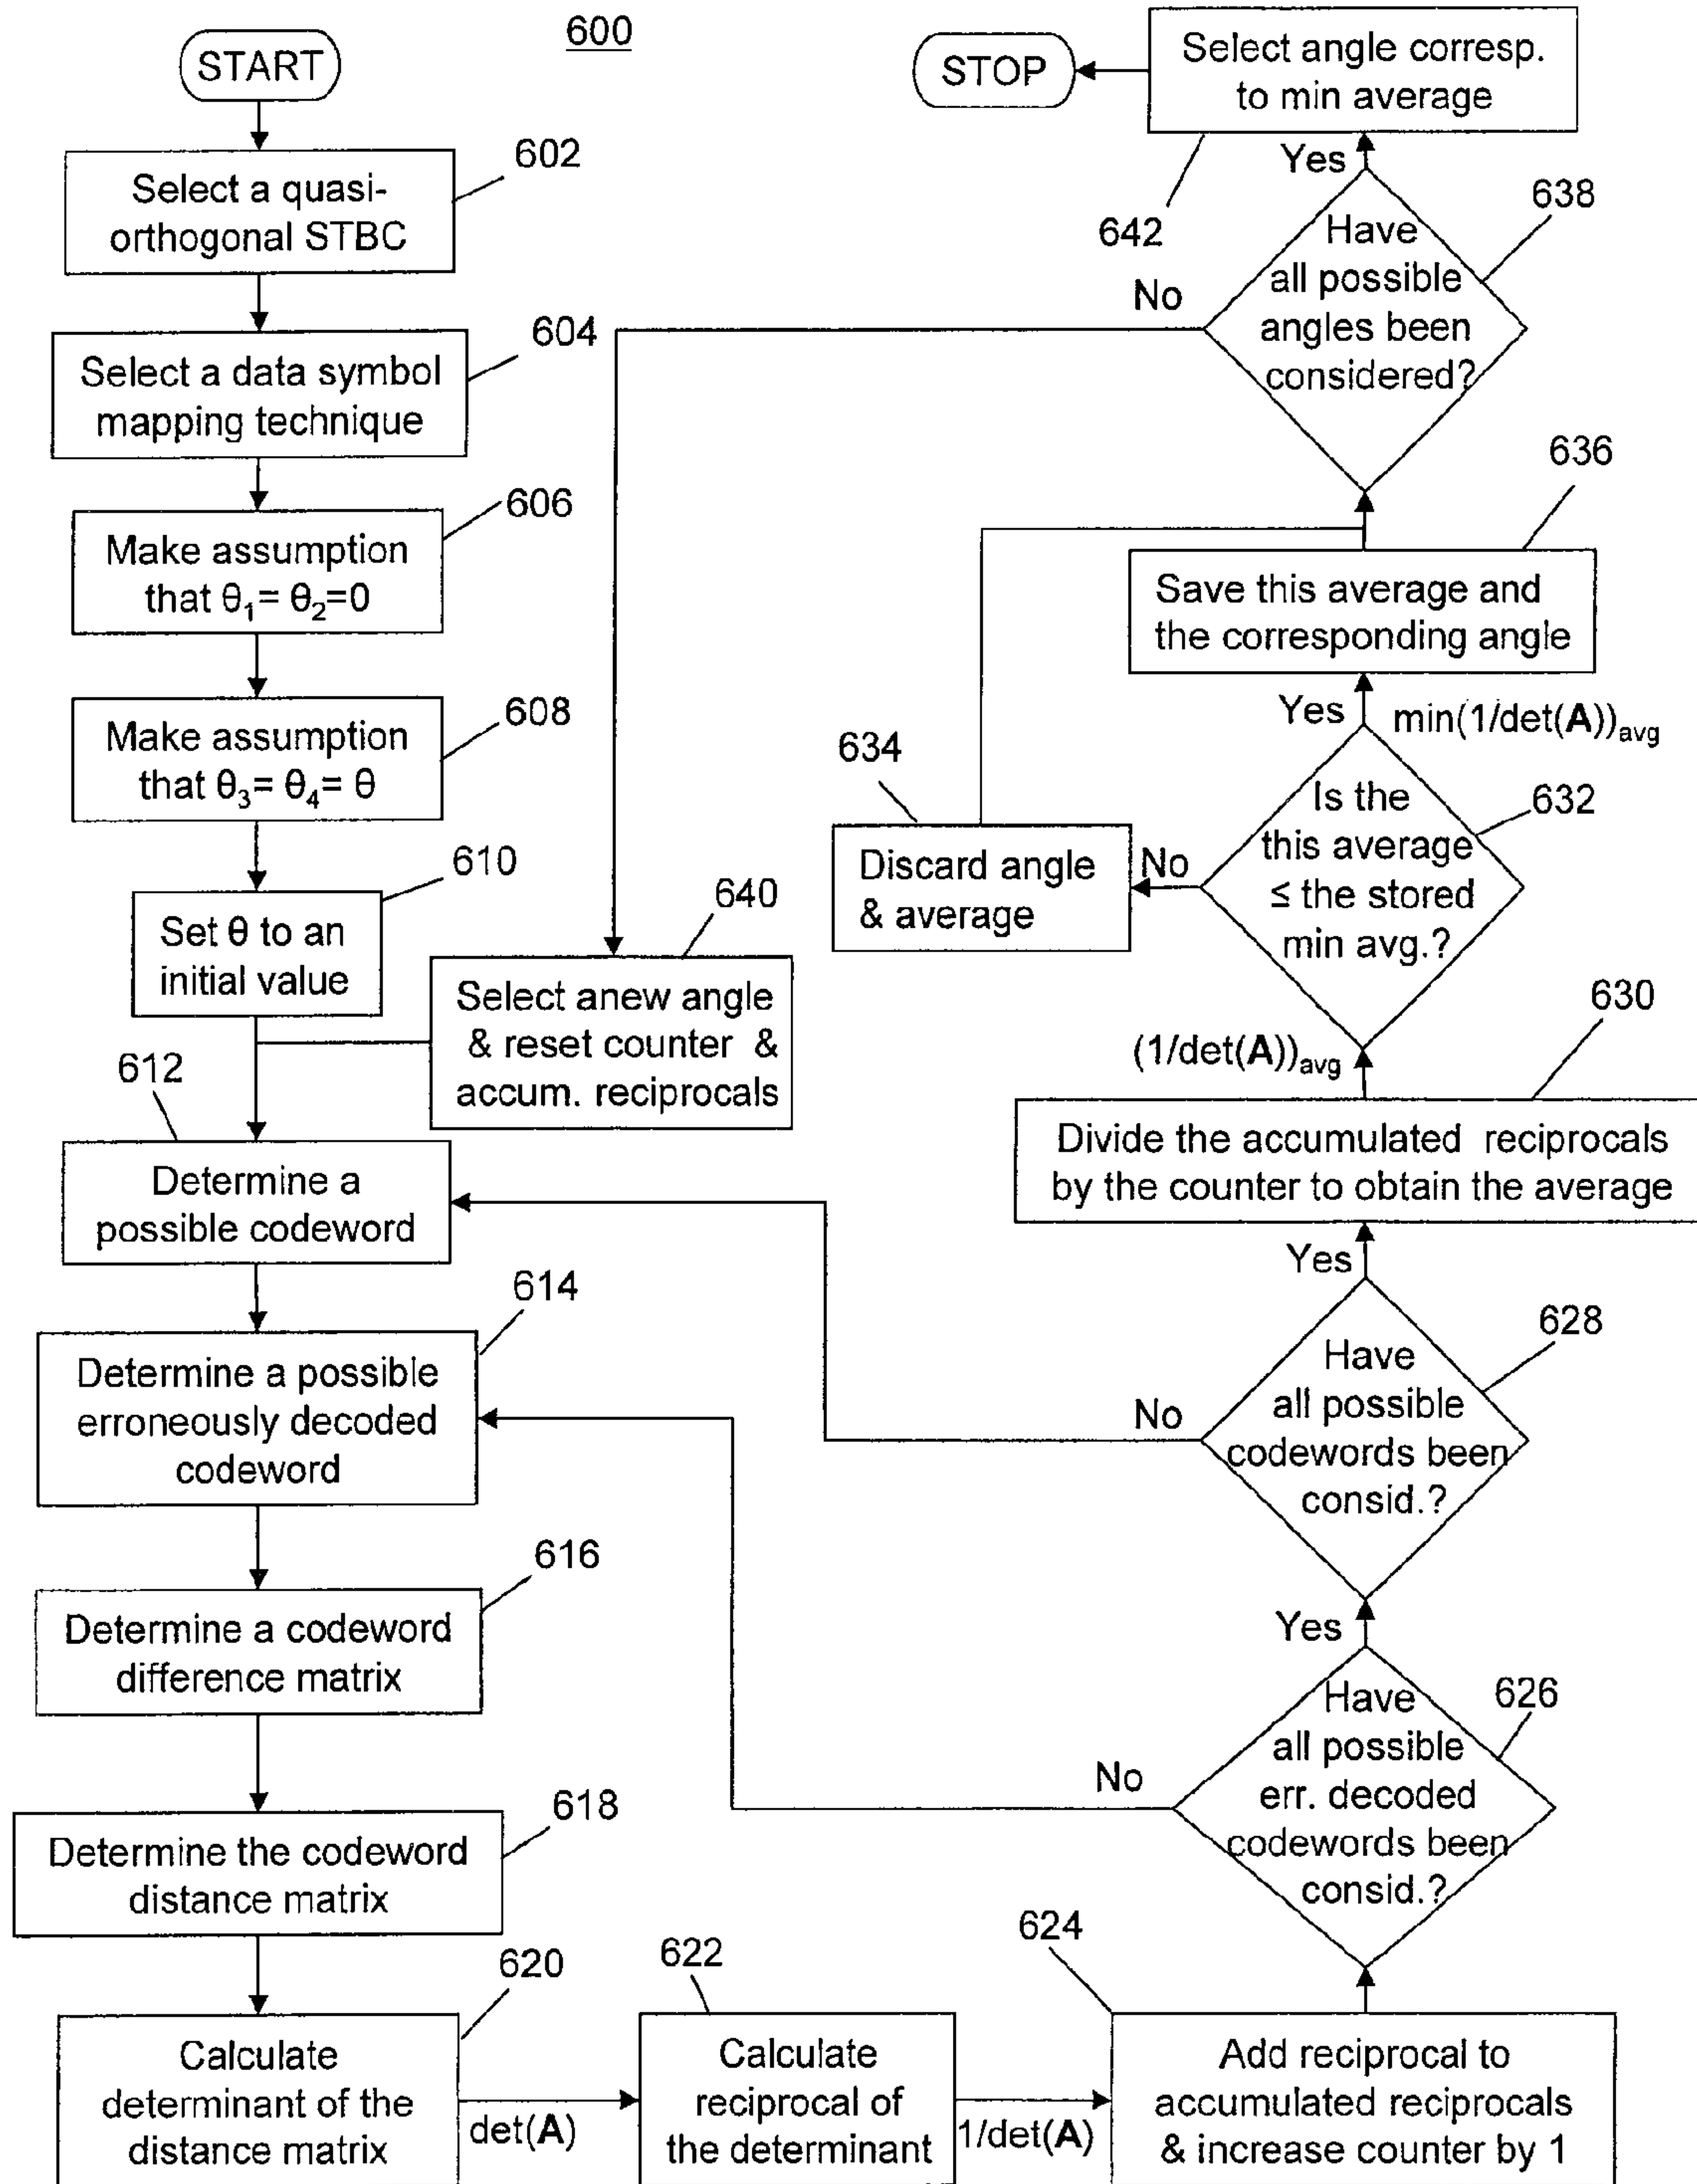 600
START
602
Select a quasi-
orthogonal STBC
604
Select a data symbol
mapping technique
606
Make assumption
that θ₁= θ₂=0
608
Make assumption
that θ₃= θ₄= θ
610
Set θ to an
initial value
640
Select anew angle
& reset counter &
accum. reciprocals
612
Determine a
possible codeword
614
Determine a possible
erroneously decoded
codeword
616
Determine a codeword
difference matrix
618
Determine the codeword
distance matrix
620
Calculate
determinant of the
distance matrix
det(A)
622
Calculate
reciprocal of
the determinant
1/det(A)
624
Add reciprocal to
accumulated reciprocals
& increase counter by 1
626
Have
all possible
err. decoded
codewords been
consid.?
No
Yes
628
Have
all possible
codewords been
consid.?
No
Yes
630
Divide the accumulated reciprocals
by the counter to obtain the average
(1/det(A))avg
632
Is the
this average
≤ the stored
min avg.?
No
634
Discard angle
& average
Yes
min(1/det(A))avg
636
Save this average and
the corresponding angle
638
Have
all possible
angles been
considered?
No
Yes
642
Select angle corresp.
to min average
STOP